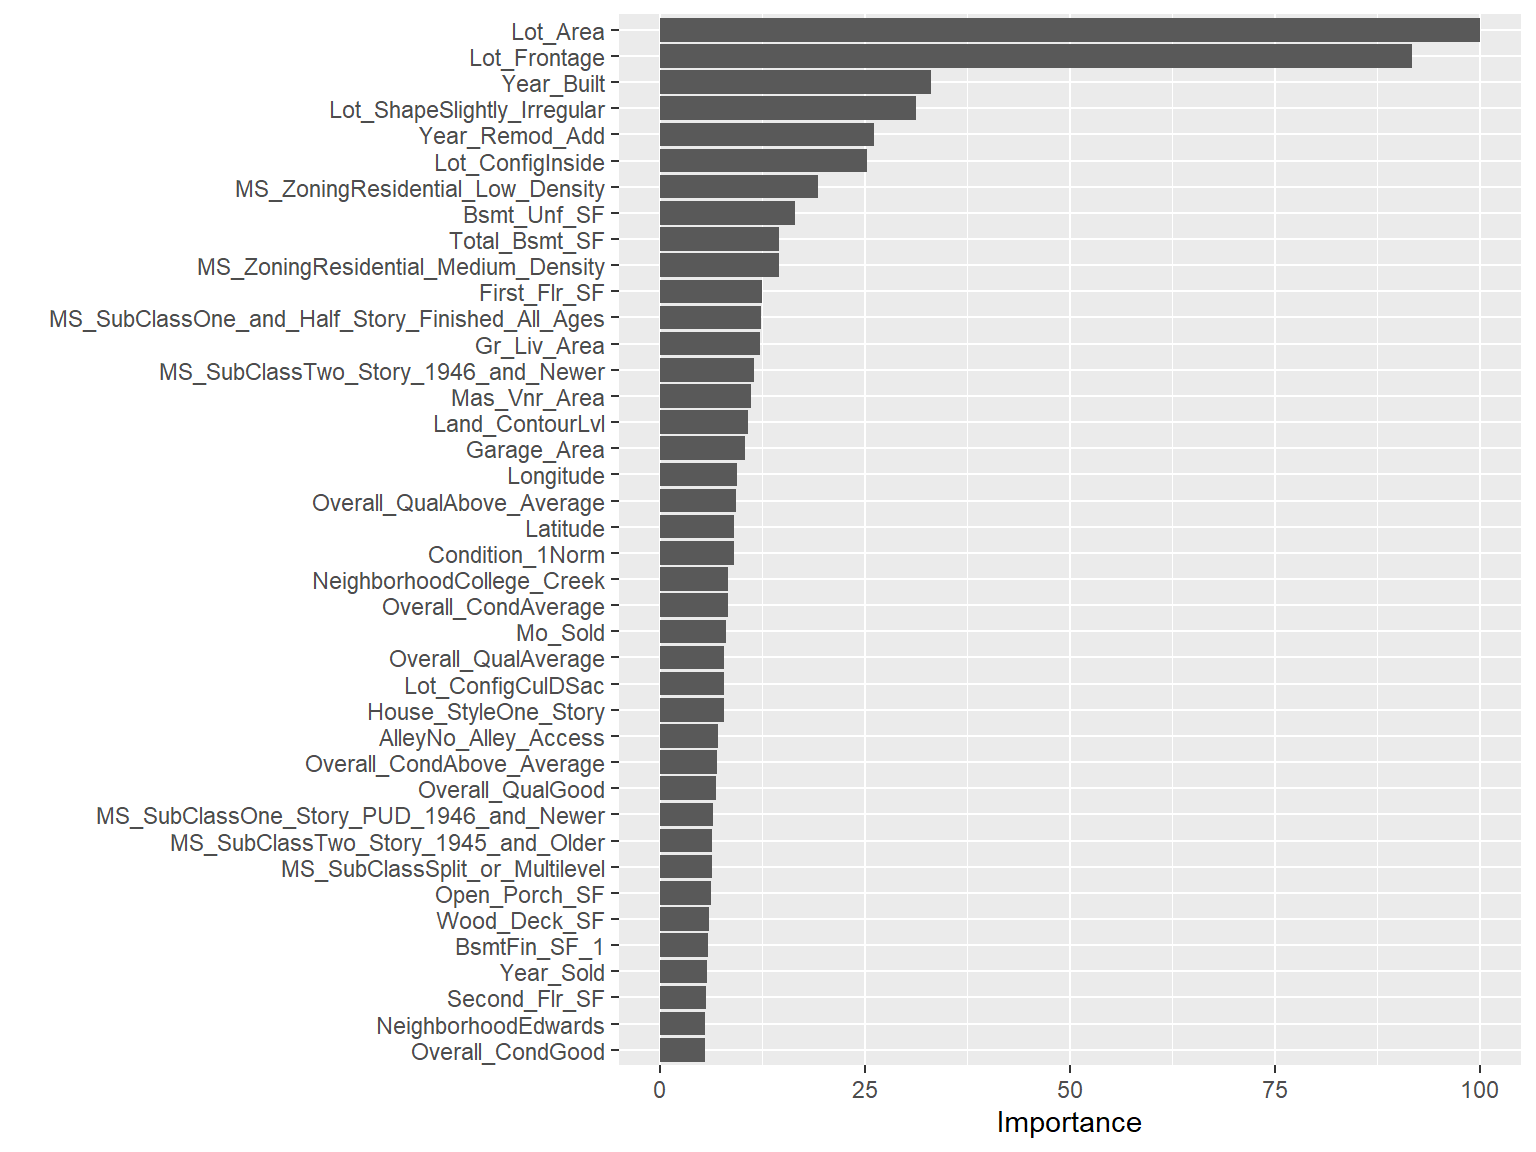 Lot_Area
Lot_Frontage
Year_Built
Lot_ShapeSlightly_Irregular
Year_Remod_Add
Lot_ConfigInside
MS_ZoningResidential_Low_Density
Bsmt_Unf_SF
Total_Bsmt_SF
MS_ZoningResidential_Medium_Density
First_Flr_SF
MS_SubClassOne_and_Half_Story_Finished_All_Ages
Gr_Liv_Area
MS_SubClassTwo_Story_1946_and_Newer
Mas_Vnr_Area
Land_ContourLvl
Garage_Area
Longitude
Overall_QualAbove_Average
Latitude
Condition_1Norm
NeighborhoodCollege_Creek
Overall_CondAverage
Mo_Sold
Overall_QualAverage
Lot_ConfigCulDSac
House_StyleOne_Story
AlleyNo_Alley_Access
Overall_CondAbove_Average
Overall_QualGood
MS_SubClassOne_Story_PUD_1946_and_Newer
MS_SubClassTwo_Story_1945_and_Older
MS_SubClassSplit_or_Multilevel
Open_Porch_SF
Wood_Deck_SF
BsmtFin_SF_1
Year_Sold
Second_Flr_SF
NeighborhoodEdwards
Overall_CondGood
0 25 50 75 100
Importance